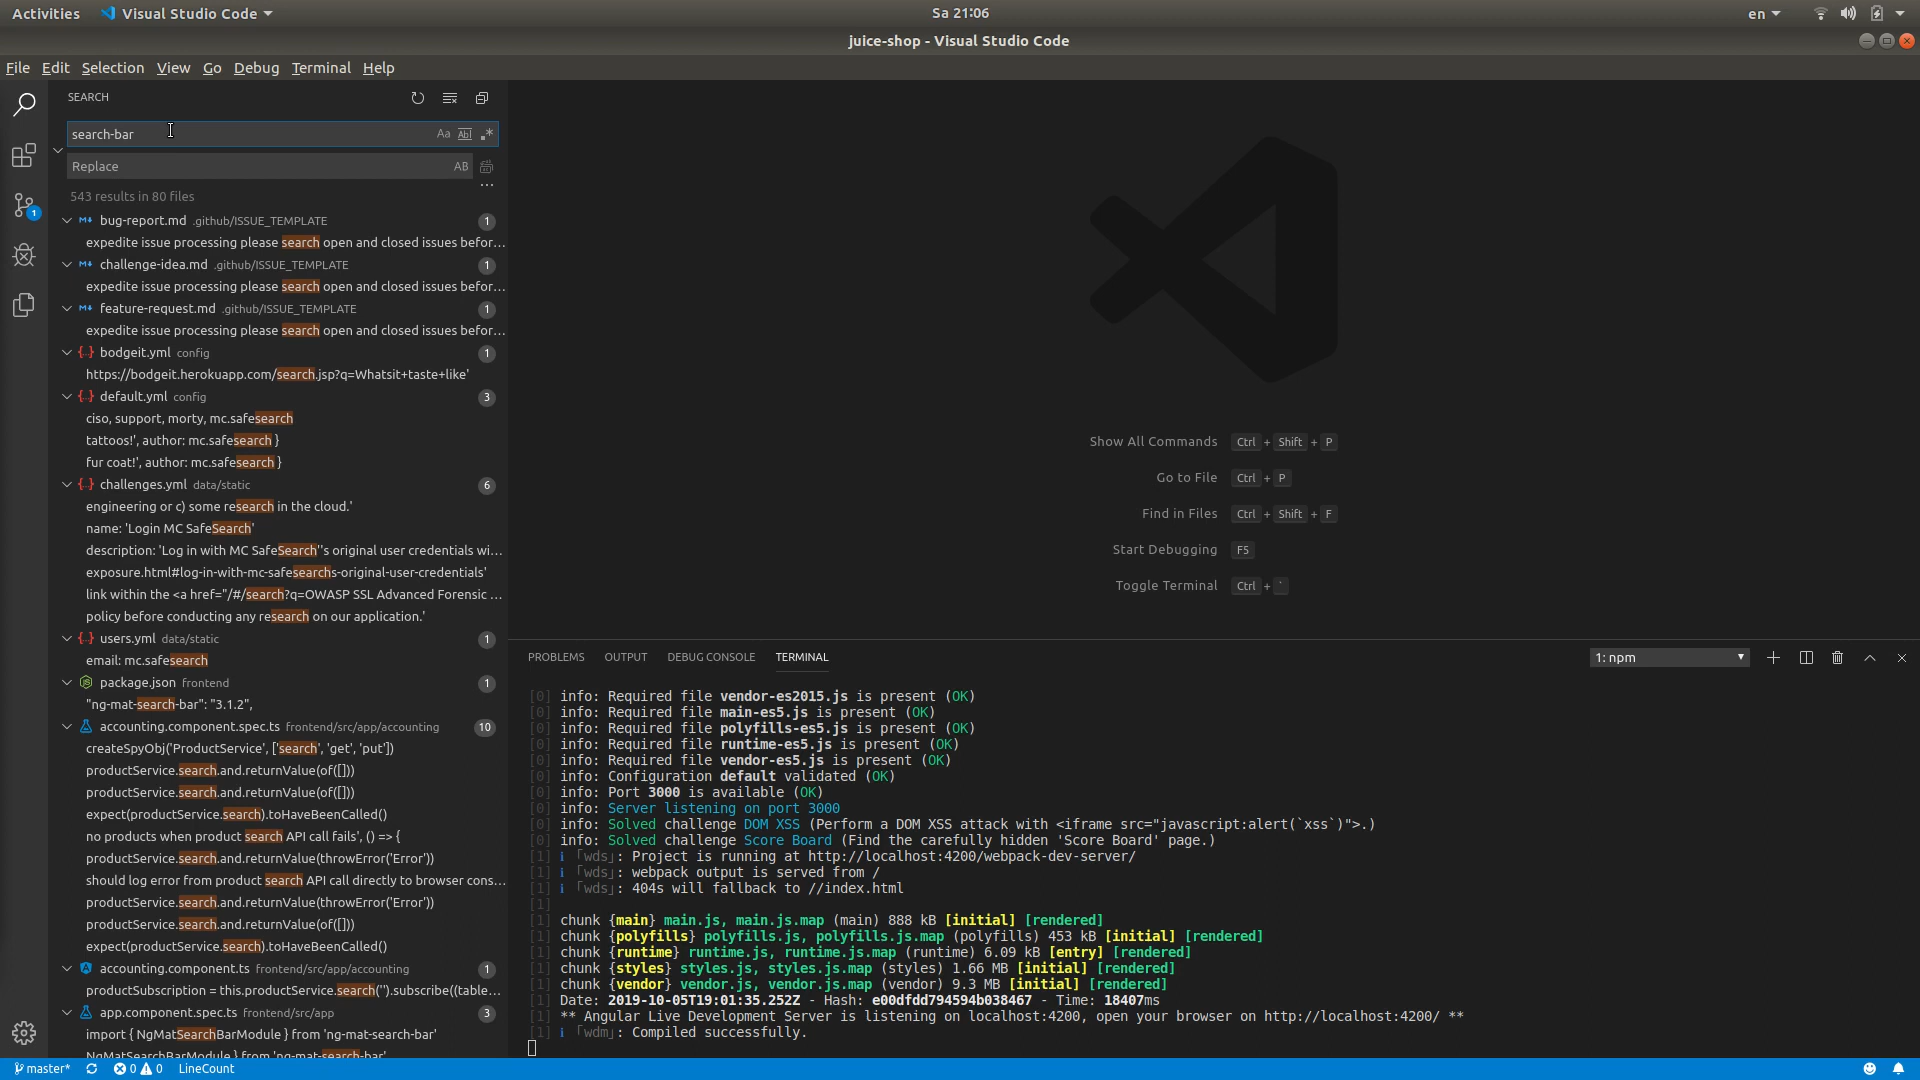 Activities Visual Studio Code Sa 21:06 en
juice-shop - Visual Studio Code
File Edit Selection View Go Debug Terminal Help
SEARCH
search-bar Aa Abl .*
Replace AB
...
543 results in 80 files
bug-report.md .github/ISSUE_TEMPLATE 1
expedite issue processing please search open and closed issues befor...
challenge-idea.md .github/ISSUE_TEMPLATE 1
expedite issue processing please search open and closed issues befor...
feature-request.md .github/ISSUE_TEMPLATE 1
expedite issue processing please search open and closed issues befor...
bodgeit.yml config 1
https://bodgeit.herokuapp.com/search.jsp?q=Whatsit+taste+like'
default.yml config 3
ciso, support, morty, mc.safesearch
tattoos!', author: mc.safesearch }
fur coat!', author: mc.safesearch }
challenges.yml data/static 6
engineering or c) some research in the cloud.'
name: 'Login MC SafeSearch'
description: 'Log in with MC SafeSearch''s original user credentials wi...
exposure.html#log-in-with-mc-safesearchs-original-user-credentials'
link within the <a href="/#/search?q=OWASP SSL Advanced Forensic ...
policy before conducting any research on our application.'
users.yml data/static 1
email: mc.safesearch
package.json frontend 1
"ng-mat-search-bar": "3.1.2",
accounting.component.spec.ts frontend/src/app/accounting 10
createSpyObj('ProductService', ['search', 'get', 'put'])
productService.search.and.returnValue(of([]))
productService.search.and.returnValue(of([]))
expect(productService.search).toHaveBeenCalled()
no products when product search API call fails', () => {
productService.search.and.returnValue(throwError('Error'))
should log error from product search API call directly to browser cons...
productService.search.and.returnValue(throwError('Error'))
productService.search.and.returnValue(of([]))
expect(productService.search).toHaveBeenCalled()
accounting.component.ts frontend/src/app/accounting 1
productSubscription = this.productService.search('').subscribe((table...
app.component.spec.ts frontend/src/app 3
import { NgMatSearchBarModule } from 'ng-mat-search-bar'
NgMatSearchBarModule } from 'ng-mat-search-bar'
Show All Commands Ctrl + Shift + P
Go to File Ctrl + P
Find in Files Ctrl + Shift + F
Start Debugging F5
Toggle Terminal Ctrl + `
PROBLEMS OUTPUT DEBUG CONSOLE TERMINAL 1: npm
[0] info: Required file vendor-es2015.js is present (OK)
[0] info: Required file main-es5.js is present (OK)
[0] info: Required file polyfills-es5.js is present (OK)
[0] info: Required file runtime-es5.js is present (OK)
[0] info: Required file vendor-es5.js is present (OK)
[0] info: Configuration default validated (OK)
[0] info: Port 3000 is available (OK)
[0] info: Server listening on port 3000
[0] info: Solved challenge DOM XSS (Perform a DOM XSS attack with <iframe src="javascript:alert(`xss`)">.)
[0] info: Solved challenge Score Board (Find the carefully hidden 'Score Board' page.)
[1] ℹ ｢wds｣: Project is running at http://localhost:4200/webpack-dev-server/
[1] ℹ ｢wds｣: webpack output is served from /
[1] ℹ ｢wds｣: 404s will fallback to //index.html
[1]
[1] chunk {main} main.js, main.js.map (main) 888 kB [initial] [rendered]
[1] chunk {polyfills} polyfills.js, polyfills.js.map (polyfills) 453 kB [initial] [rendered]
[1] chunk {runtime} runtime.js, runtime.js.map (runtime) 6.09 kB [entry] [rendered]
[1] chunk {styles} styles.js, styles.js.map (styles) 1.66 MB [initial] [rendered]
[1] chunk {vendor} vendor.js, vendor.js.map (vendor) 9.3 MB [initial] [rendered]
[1] Date: 2019-10-05T19:01:35.252Z - Hash: e00dfdd794594b038467 - Time: 18407ms
[1] ** Angular Live Development Server is listening on localhost:4200, open your browser on http://localhost:4200/ **
[1] ℹ ｢wdm｣: Compiled successfully.
master* 0 0 LineCount